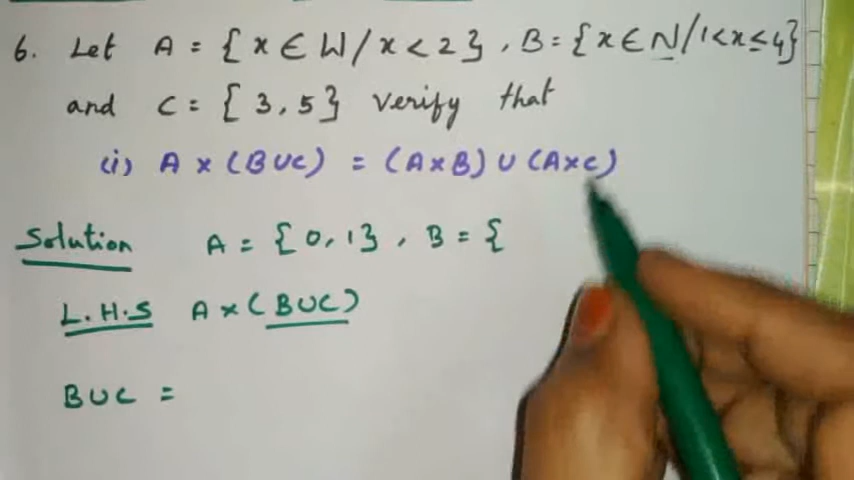 6. Let A = { x ∈ W / x < 2 } , B = { x ∈ N / 1 < x ≤ 4 }
and C = { 3 , 5 } verify that
(i) A × ( B U C ) = ( A × B ) U ( A × C )
Solution A = { 0 , 1 } , B = {
L.H.S A × ( B U C )
B U C =